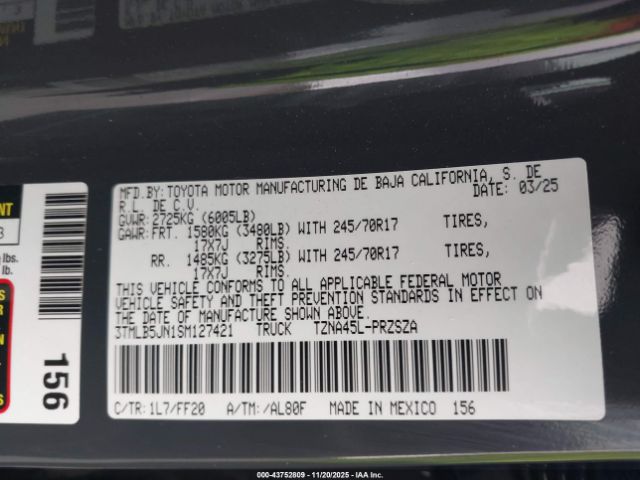 MFD.BY:TOYOTA MOTOR MANUFACTURING DE BAJA CALIFORNIA, S. DE
R.L. DE C.V. DATE: 03/25
GVWR:2725KG (6005LB)
GAWR:FRT. 1580KG (3480LB) WITH 245/70R17 TIRES,
17X7J RIMS.
RR. 1485KG (3275LB) WITH 245/70R17 TIRES,
17X7J RIMS.
THIS VEHICLE CONFORMS TO ALL APPLICABLE FEDERAL MOTOR
VEHICLE SAFETY AND THEFT PREVENTION STANDARDS IN EFFECT ON
THE DATE OF MANUFACTURE SHOWN ABOVE.
3TMLB5JN1SM127421 TRUCK TZNA45L-PRZSZA
C/TR:1L7/FF20 A/TM:/AL80F MADE IN MEXICO 156
lbs.
lb.
156
000-43752809 - 11/20/2025 - IAAI.COM